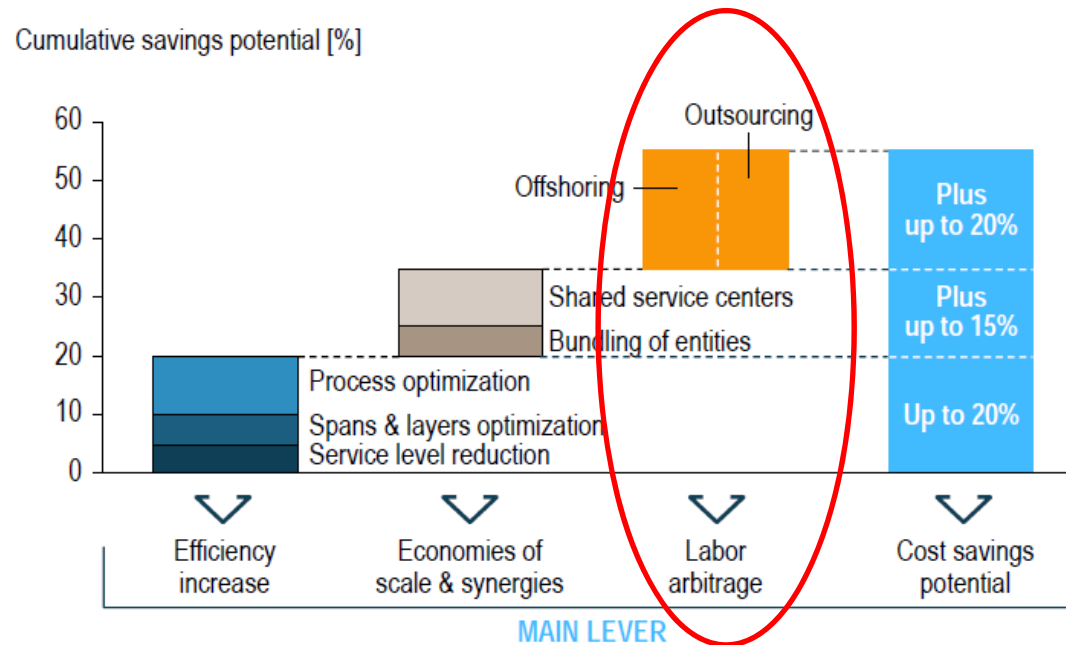 Cumulative savings potential [%]
60
50
40
30
20
10
0
Outsourcing
Offshoring
Shared service centers
Bundling of entities
Process optimization
Spans & layers optimization
Service level reduction
Plus
up to 20%
Plus
up to 15%
Up to 20%
Efficiency
increase
Economies of
scale & synergies
Labor
arbitrage
Cost savings
potential
MAIN LEVER